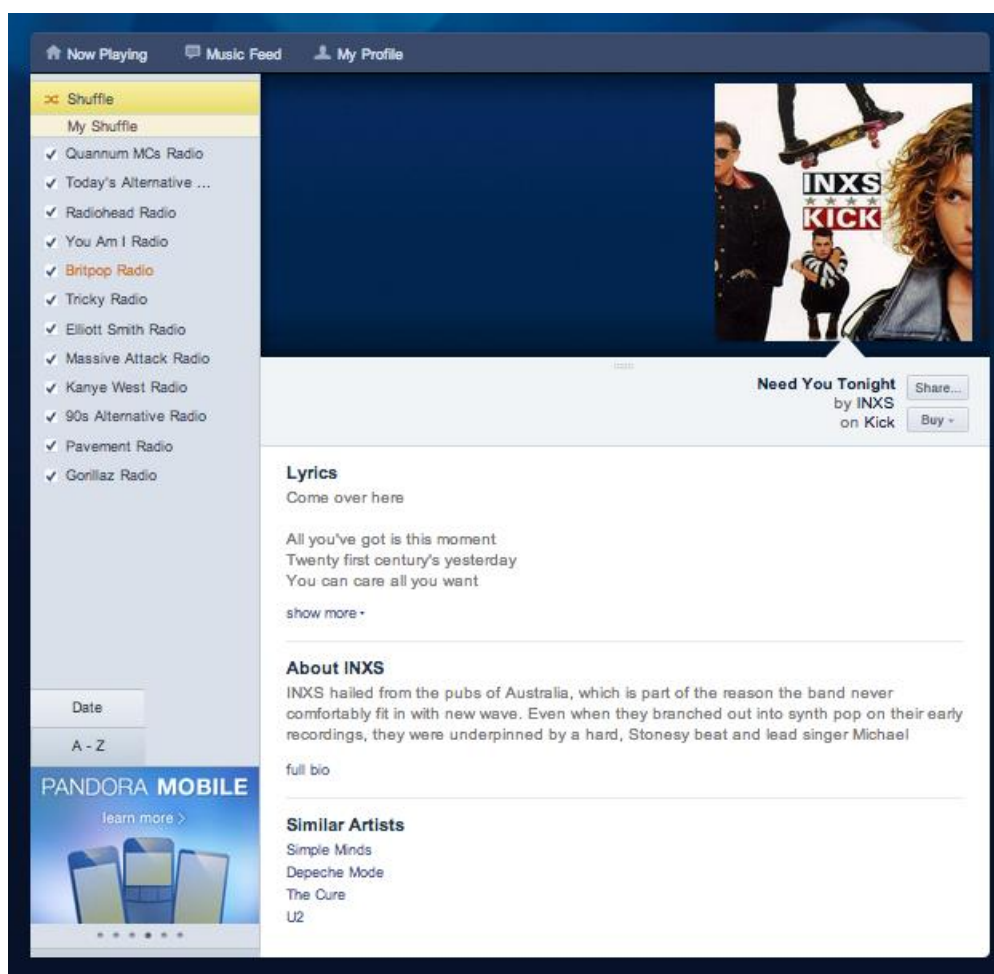 Now Playing Music Feed My Profile
Shuffle
My Shuffle
Quannum MCs Radio
Today's Alternative ...
Radiohead Radio
You Am I Radio
Britpop Radio
Tricky Radio
Elliott Smith Radio
Massive Attack Radio
Kanye West Radio
90s Alternative Radio
Pavement Radio
Gorillaz Radio
Date
A - Z
PANDORA MOBILE
learn more >
INXS
KICK
Need You Tonight
by INXS
on Kick
Share...
Buy
Lyrics
Come over here
All you've got is this moment
Twenty first century's yesterday
You can care all you want
show more
About INXS
INXS hailed from the pubs of Australia, which is part of the reason the band never
comfortably fit in with new wave. Even when they branched out into synth pop on their early
recordings, they were underpinned by a hard, Stonesy beat and lead singer Michael
full bio
Similar Artists
Simple Minds
Depeche Mode
The Cure
U2